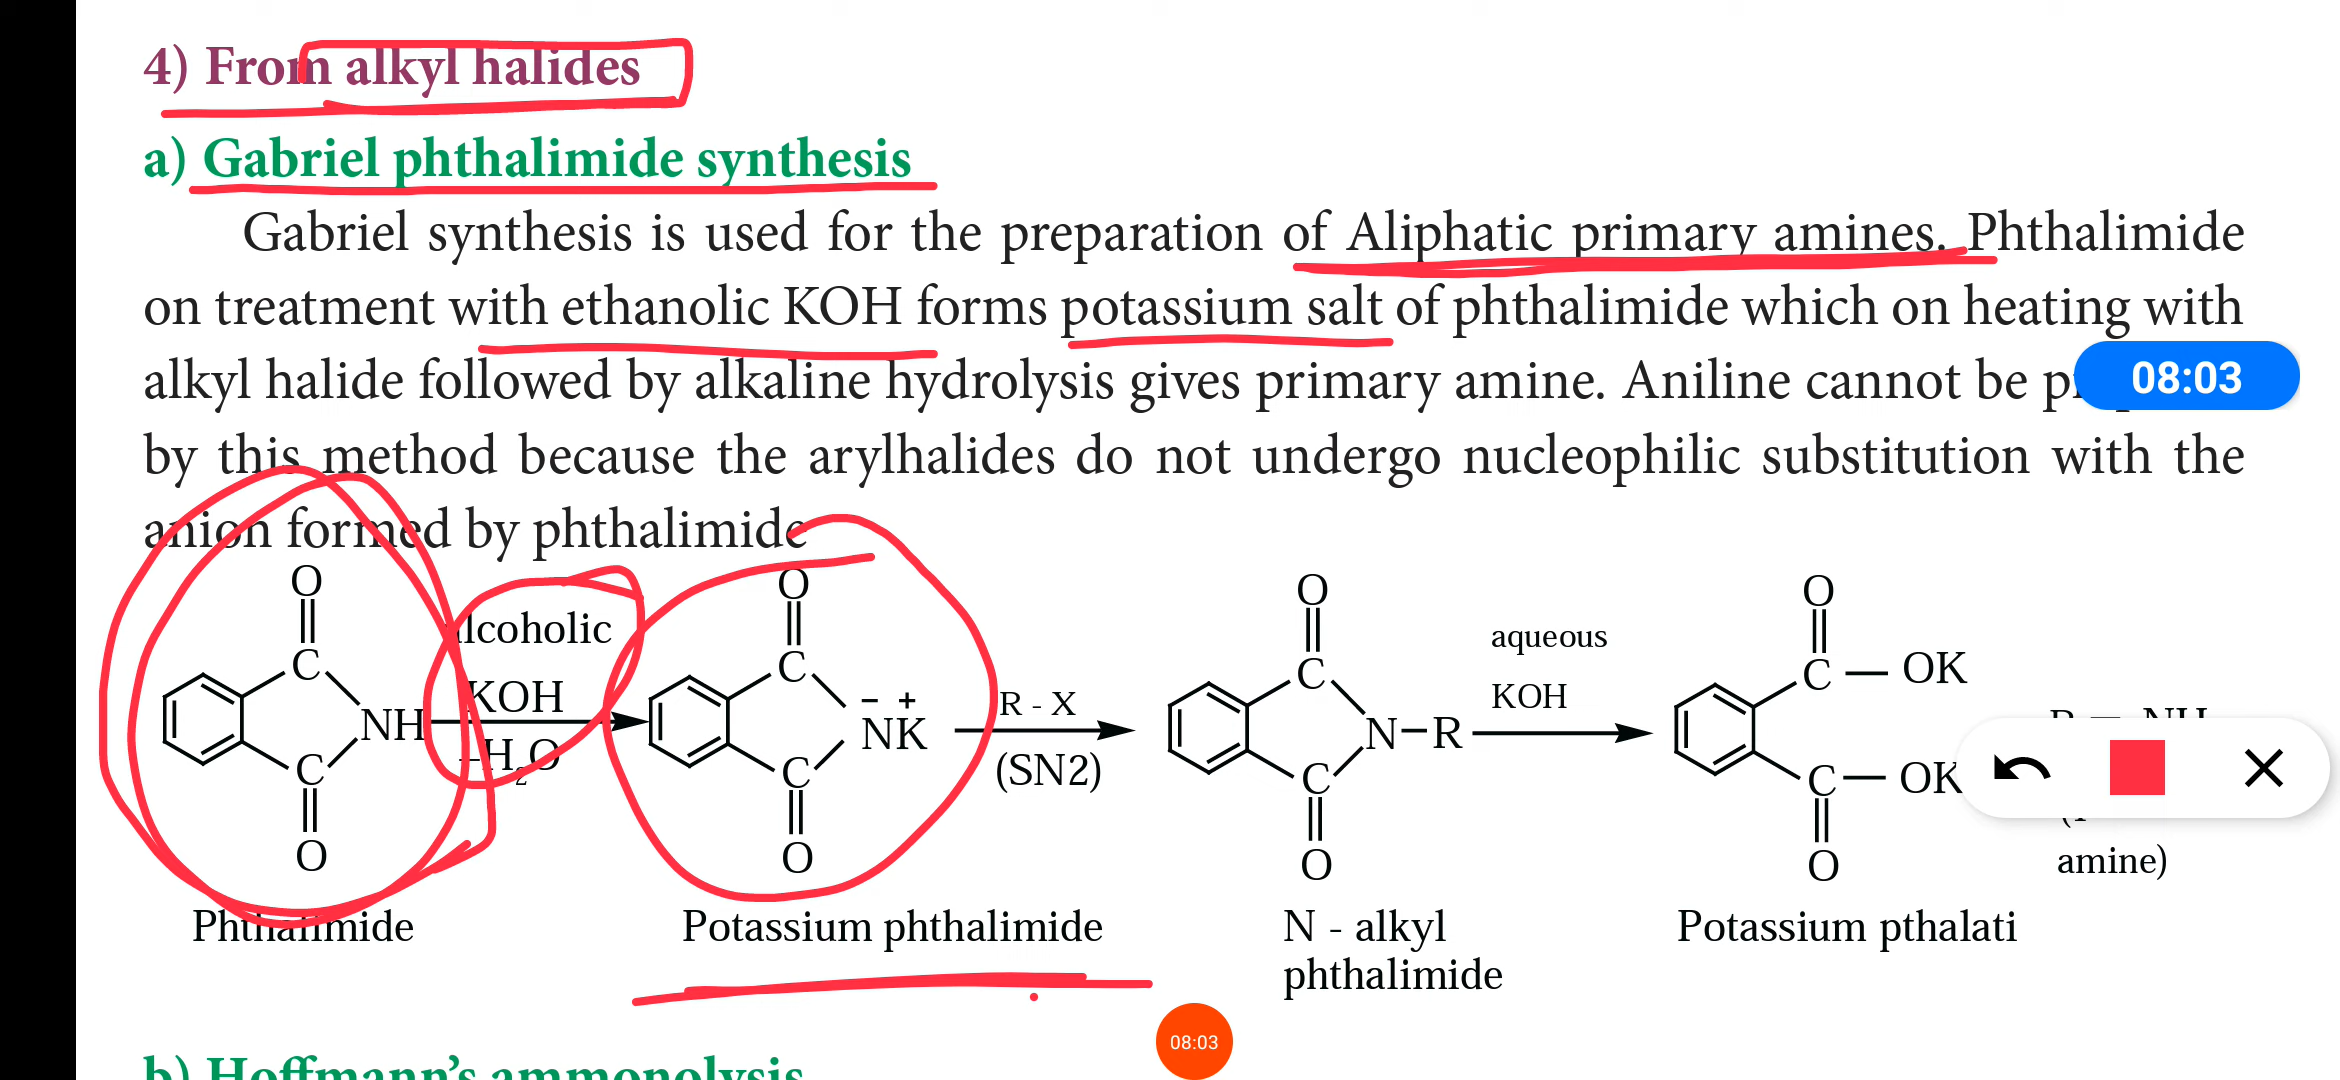 4) From alkyl halides
a) Gabriel phthalimide synthesis
Gabriel synthesis is used for the preparation of Aliphatic primary amines. Phthalimide
on treatment with ethanolic KOH forms potassium salt of phthalimide which on heating with
alkyl halide followed by alkaline hydrolysis gives primary amine. Aniline cannot be
08:03
by this method because the arylhalides do not undergo nucleophilic substitution with the
anion formed by phthalimide
O O O O
alcoholic aqueous
C C C C — OK
KOH – + R - X KOH
NH NK N – R
–H2O (SN2)
C C C C — OK
O O O O amine)
Phthalimide Potassium phthalimide N - alkyl Potassium pthalati
phthalimide
08:03
b) Hoffmann's ammonolysis